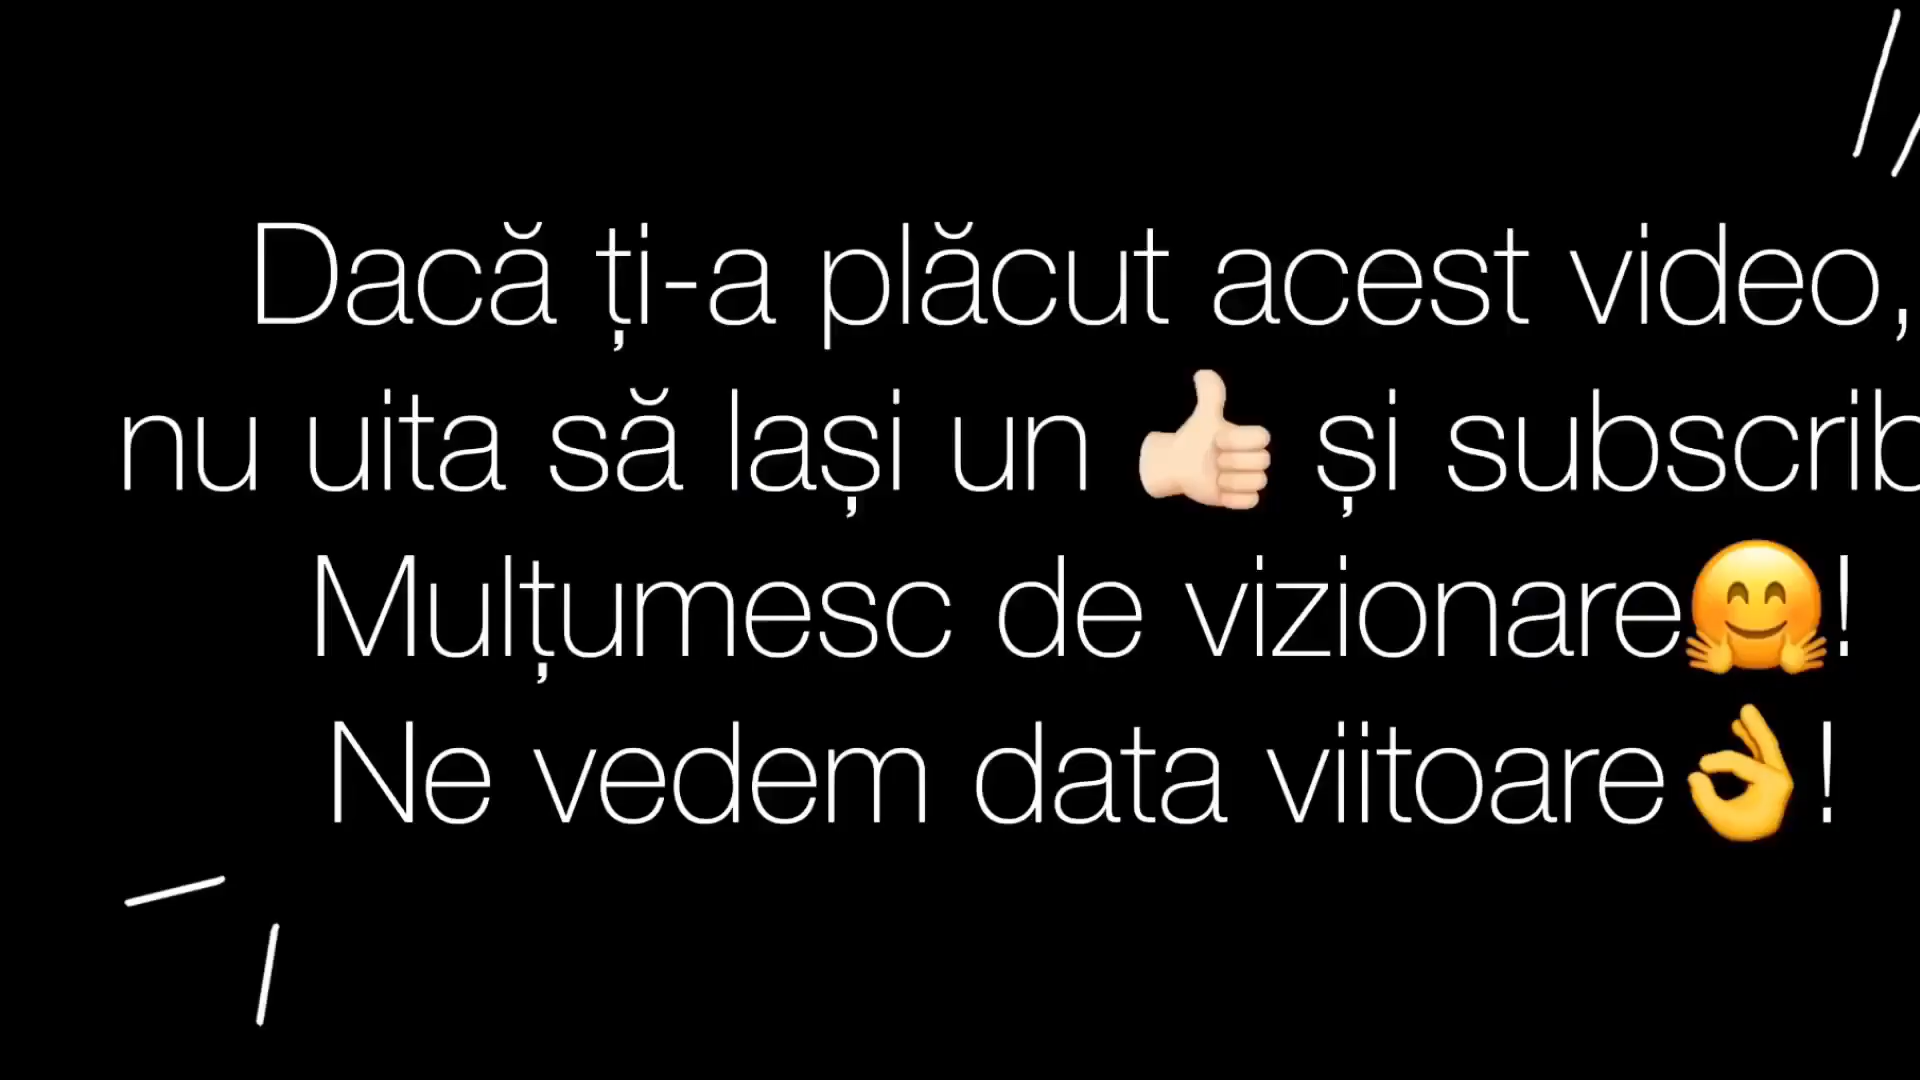 Dacă ți-a plăcut acest video,
nu uita să lași un 👍🏻 și subscrib
Mulțumesc de vizionare🤗!
Ne vedem data viitoare👌!